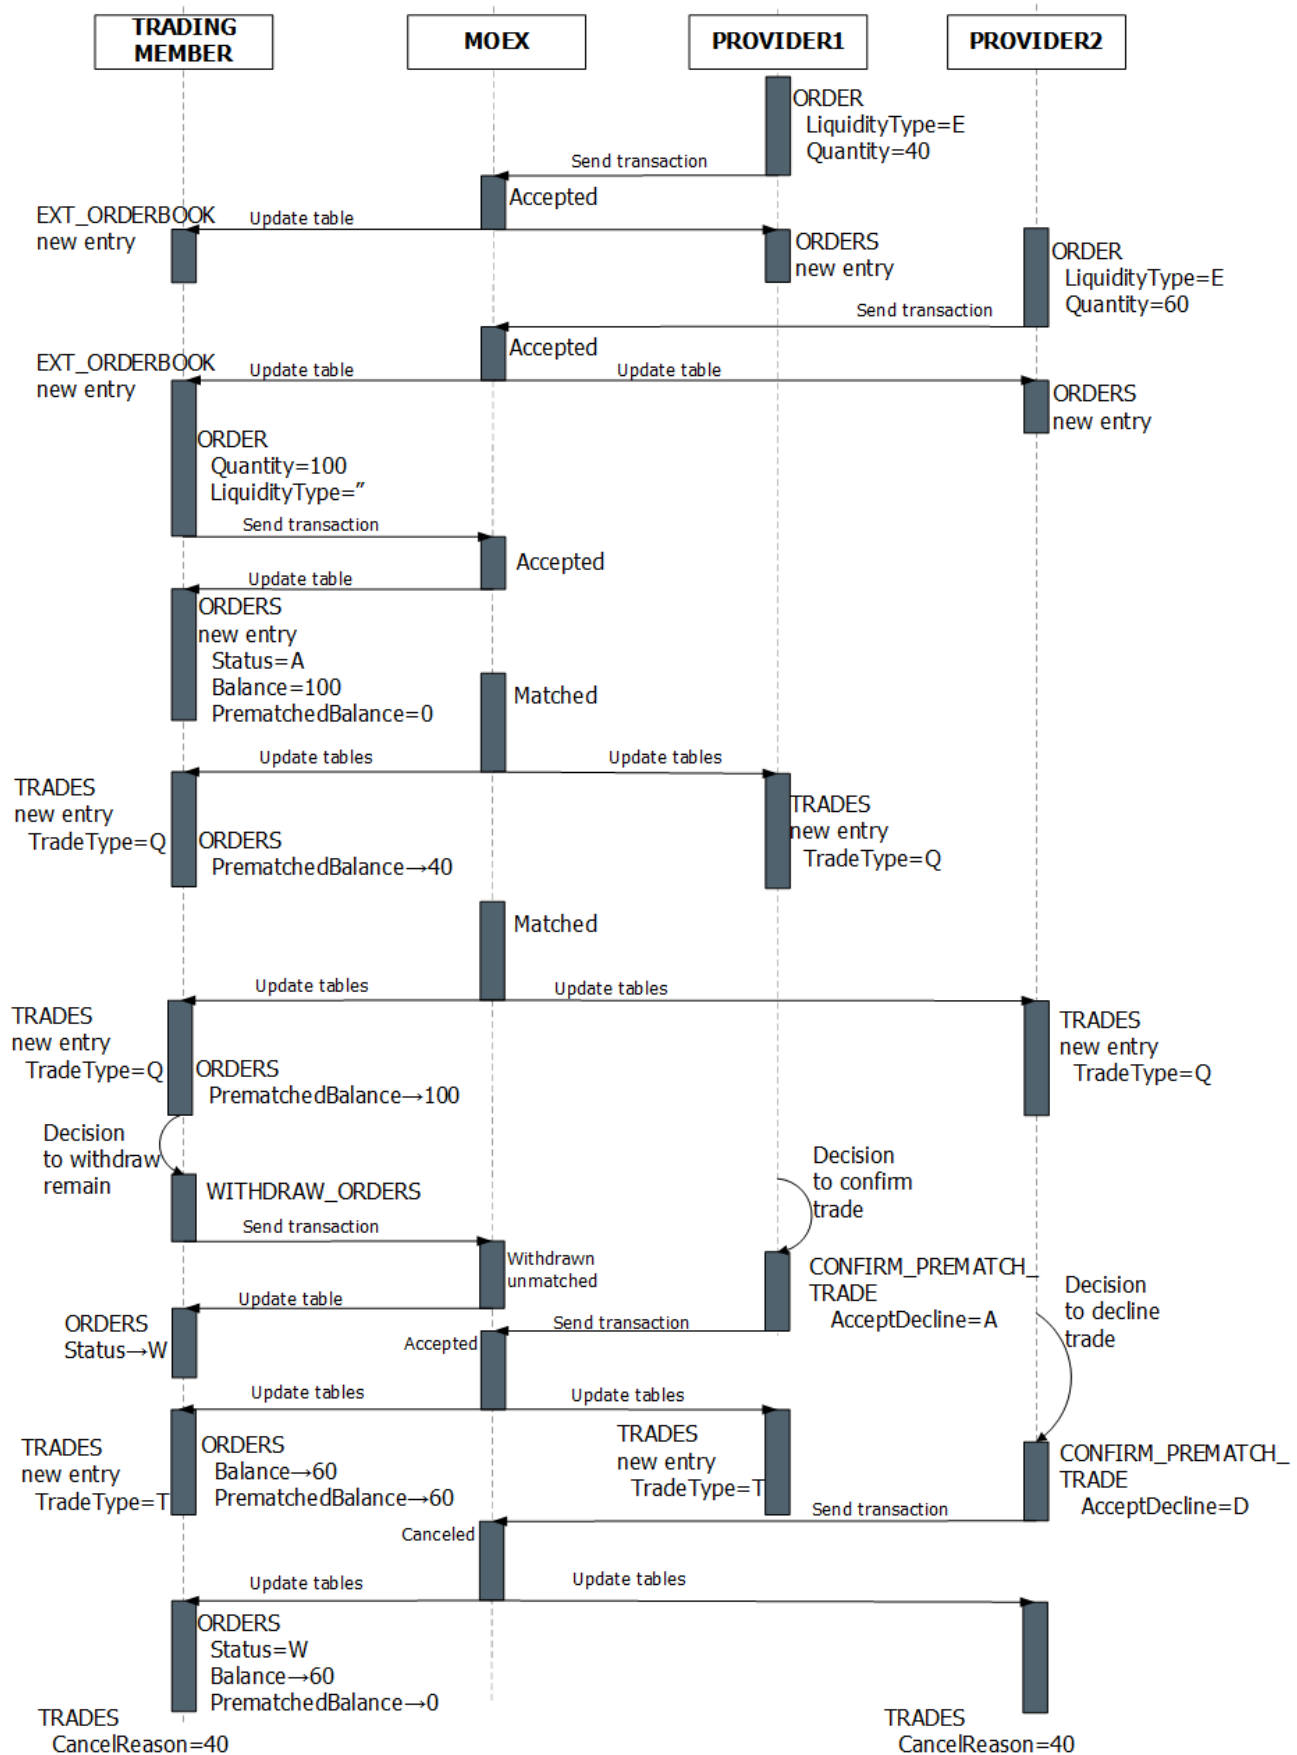 TRADING
MEMBER
MOEX
PROVIDER1
PROVIDER2
ORDER
LiquidityType=E
Quantity=40
Send transaction
Accepted
EXT_ORDERBOOK
new entry
Update table
ORDERS
new entry
ORDER
LiquidityType=E
Quantity=60
Send transaction
Accepted
EXT_ORDERBOOK
new entry
Update table
Update table
ORDERS
new entry
ORDER
Quantity=100
LiquidityType=”
Send transaction
Accepted
Update table
ORDERS
new entry
Status=A
Balance=100
PrematchedBalance=0
Matched
Update tables
Update tables
TRADES
new entry
TradeType=Q
ORDERS
PrematchedBalance→40
TRADES
new entry
TradeType=Q
Matched
Update tables
Update tables
TRADES
new entry
TradeType=Q
ORDERS
PrematchedBalance→100
TRADES
new entry
TradeType=Q
Decision
to withdraw
remain
WITHDRAW_ORDERS
Decision
to confirm
trade
Send transaction
Withdrawn
unmatched
CONFIRM_PREMATCH_
TRADE
AcceptDecline=A
Decision
to decline
trade
Update table
ORDERS
Status→W
Send transaction
Accepted
Update tables
Update tables
TRADES
new entry
TradeType=T
ORDERS
Balance→60
PrematchedBalance→60
TRADES
new entry
TradeType=T
CONFIRM_PREMATCH_
TRADE
AcceptDecline=D
Send transaction
Canceled
Update tables
Update tables
ORDERS
Status=W
Balance→60
PrematchedBalance→0
TRADES
CancelReason=40
TRADES
CancelReason=40